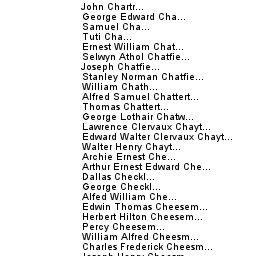 John Chartr...
George Edward Cha...
Samuel Cha...
Tuti Cha...
Ernest William Chat...
Selwyn Athol Chatfie...
Joseph Chatfie...
Stanley Norman Chatfie...
William Chath...
Alfred Samuel Chattert...
Thomas Chattert...
George Lothair Chatw...
Lawrence Clervaux Chayt...
Edward Walter Clervaux Chayt...
Walter Henry Chayt...
Archie Ernest Che...
Arthur Ernest Edward Che...
Dallas Checkl...
George Checkl...
Alfed William Che...
Edwin Thomas Cheesem...
Herbert Hilton Cheesem...
Percy Cheesem...
William Alfred Cheesm...
Charles Frederick Cheesm...